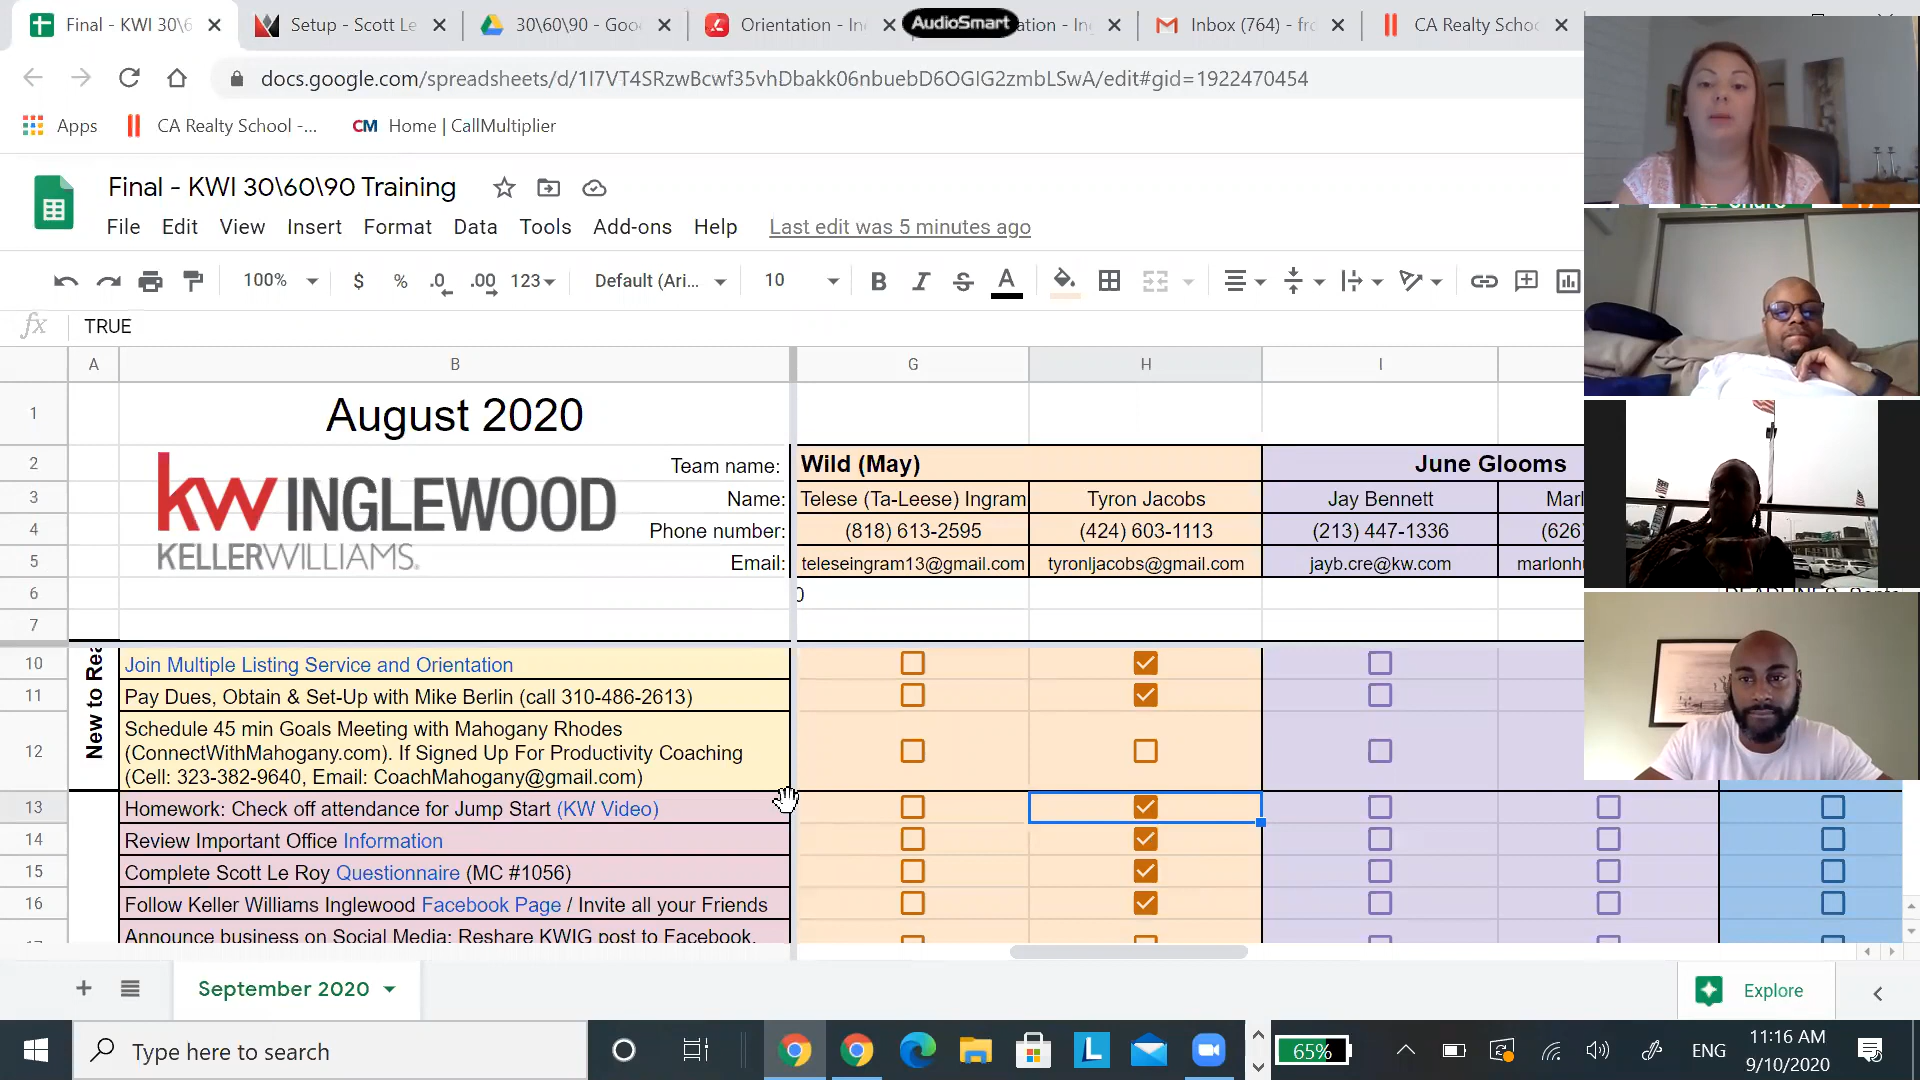 Final - KWI 30\6
Setup - Scott Le
30\60\90 - Goo
Orientation - In
AudioSmart
ation - In
Inbox (764) - fr
CA Realty Schoo
docs.google.com/spreadsheets/d/1I7VT4SRzwBcwf35vhDbakk06nbuebD6OGIG2zmbLSwA/edit#gid=1922470454
Apps
CA Realty School -...
CM Home | CallMultiplier
Final - KWI 30\60\90 Training
File Edit View Insert Format Data Tools Add-ons Help Last edit was 5 minutes ago
100% $ % .0 .00 123 Default (Ari... 10 B I S A
fx TRUE
A B G H I
1 August 2020
2 Team name: Wild (May) June Glooms
3 Name: Telese (Ta-Leese) Ingram Tyron Jacobs Jay Bennett Marl
4 Phone number: (818) 613-2595 (424) 603-1113 (213) 447-1336 (626)
5 Email: teleseingram13@gmail.com tyronljacobs@gmail.com jayb.cre@kw.com marlonh
kw INGLEWOOD
KELLERWILLIAMS.
6
7
New to Rea
10 Join Multiple Listing Service and Orientation
11 Pay Dues, Obtain & Set-Up with Mike Berlin (call 310-486-2613)
12 Schedule 45 min Goals Meeting with Mahogany Rhodes
(ConnectWithMahogany.com). If Signed Up For Productivity Coaching
(Cell: 323-382-9640, Email: CoachMahogany@gmail.com)
13 Homework: Check off attendance for Jump Start (KW Video)
14 Review Important Office Information
15 Complete Scott Le Roy Questionnaire (MC #1056)
16 Follow Keller Williams Inglewood Facebook Page / Invite all your Friends
Announce business on Social Media: Reshare KWIG post to Facebook,
September 2020
Explore
Type here to search
65%
ENG
11:16 AM
9/10/2020